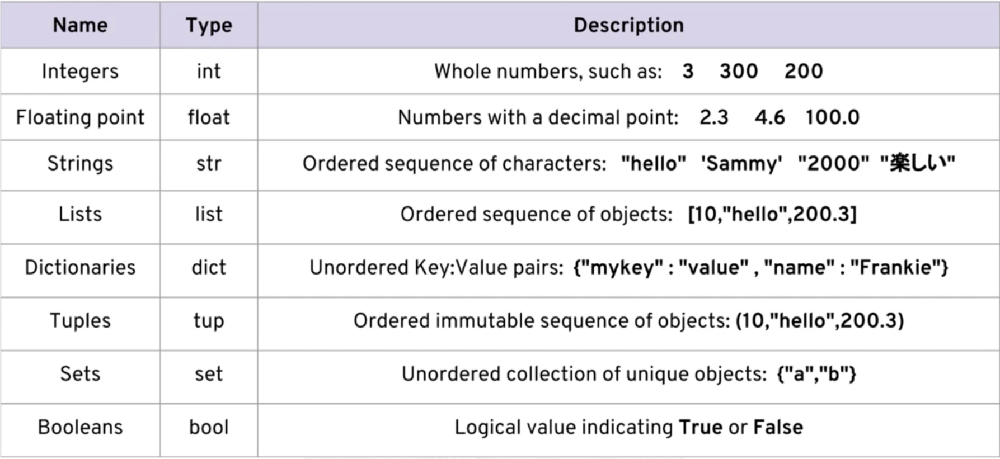 Name Type Description
Integers int Whole numbers, such as: 3 300 200
Floating point float Numbers with a decimal point: 2.3 4.6 100.0
Strings str Ordered sequence of characters: "hello" 'Sammy' "2000" "楽しい"
Lists list Ordered sequence of objects: [10,"hello",200.3]
Dictionaries dict Unordered Key:Value pairs: {"mykey" : "value" , "name" : "Frankie"}
Tuples tup Ordered immutable sequence of objects: (10,"hello",200.3)
Sets set Unordered collection of unique objects: {"a","b"}
Booleans bool Logical value indicating True or False